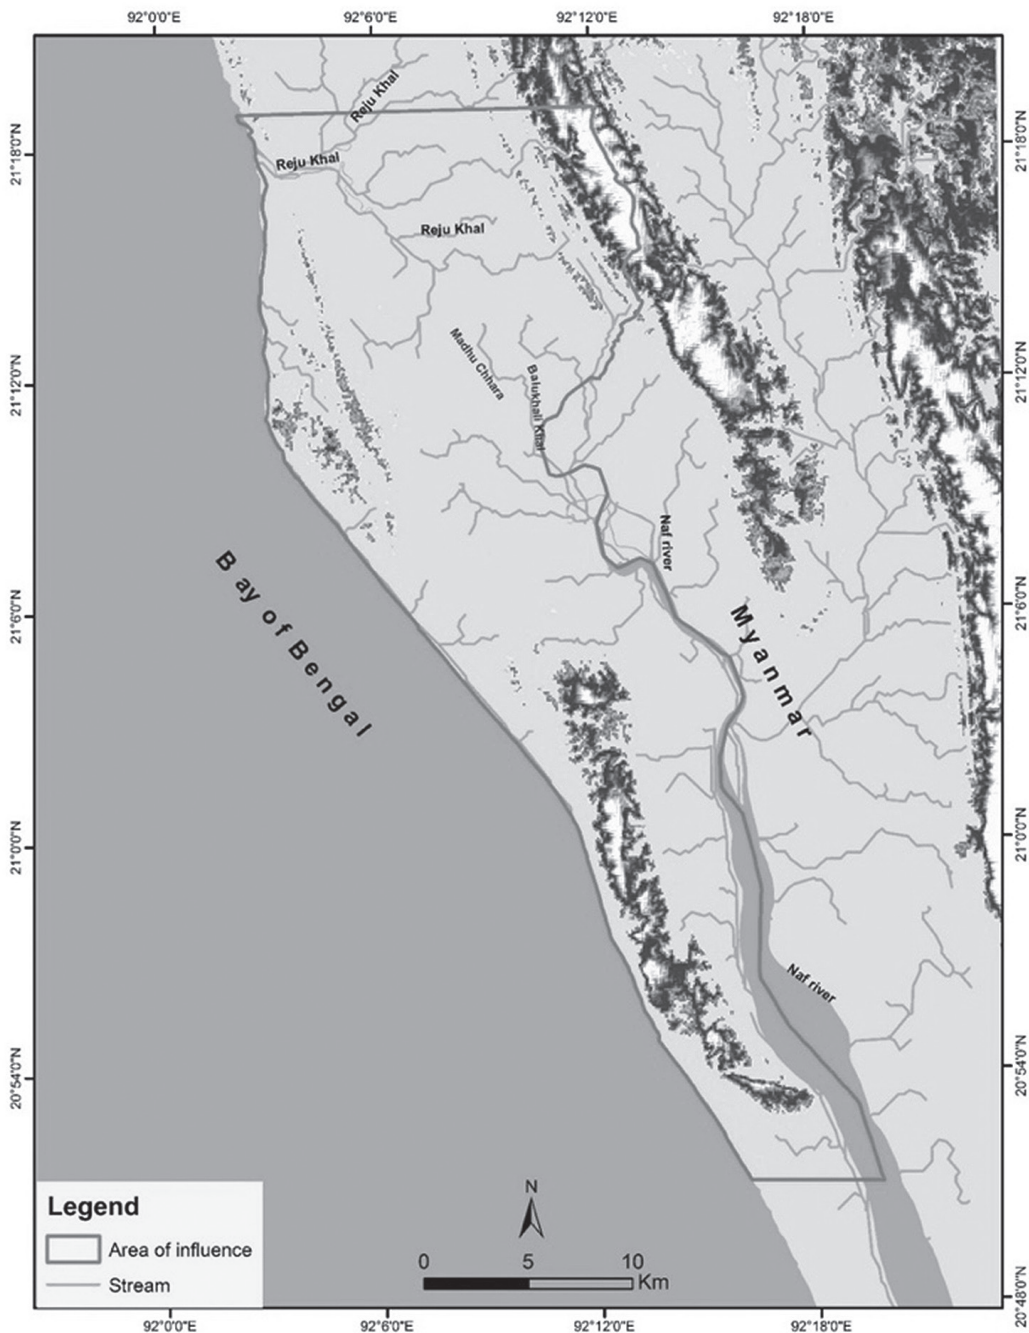 92°0'0"E 92°6'0"E 92°12'0"E 92°18'0"E
21°18'0"N
21°18'0"N
Reju Khal
Reju Khal
Reju Khal
21°12'0"N
21°12'0"N
Madhu Chhara
Balukhali Khal
Naf river
21°6'0"N
21°6'0"N
Bay of Bengal
Myanmar
21°0'0"N
21°0'0"N
Naf river
20°54'0"N
20°54'0"N
Legend
Area of influence
Stream
N
0 5 10
Km
20°48'0"N
92°0'0"E 92°6'0"E 92°12'0"E 92°18'0"E